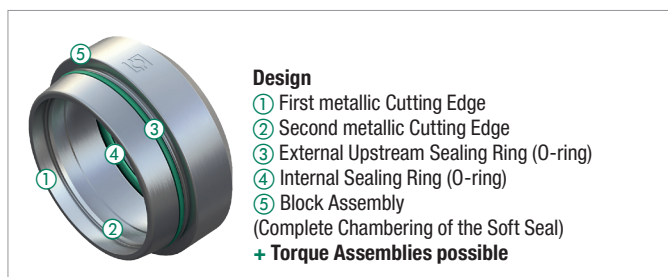 5
3
4
1
2
Design
1 First metallic Cutting Edge
2 Second metallic Cutting Edge
3 External Upstream Sealing Ring (O-ring)
4 Internal Sealing Ring (O-ring)
5 Block Assembly
(Complete Chambering of the Soft Seal)
+ Torque Assemblies possible